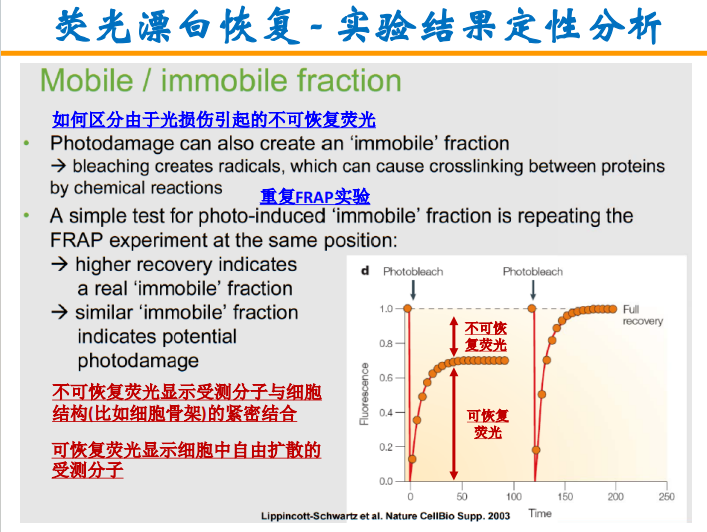 荧光漂白恢复 - 实验结果定性分析
Mobile / immobile fraction
如何区分由于光损伤引起的不可恢复荧光
• Photodamage can also create an ‘immobile’ fraction
→ bleaching creates radicals, which can cause crosslinking between proteins
by chemical reactions
重复FRAP实验
• A simple test for photo-induced ‘immobile’ fraction is repeating the
FRAP experiment at the same position:
→ higher recovery indicates
a real ‘immobile’ fraction
→ similar ‘immobile’ fraction
indicates potential
photodamage
不可恢复荧光显示受测分子与细胞
结构(比如细胞骨架)的紧密结合
可恢复荧光显示细胞中自由扩散的
受测分子
d
Photobleach
Photobleach
1.0
Full
recovery
不可恢
复荧光
0.8
0.6
Fluorescence
0.4
可恢复
荧光
0.2
0.0
0 50 100 150 200 250
Time
Lippincott-Schwartz et al. Nature CellBio Supp. 2003